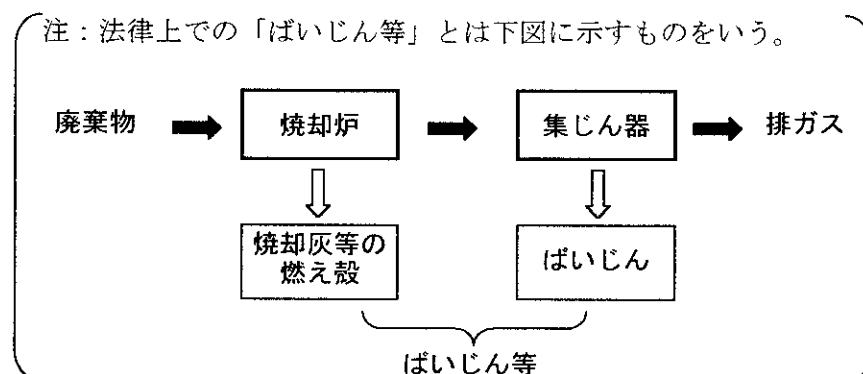 注：法律上での「ばいじん等」とは下図に示すものをいう。
廃棄物
焼却炉
集じん器
排ガス
焼却灰等の
燃え殻
ばいじん
ばいじん等